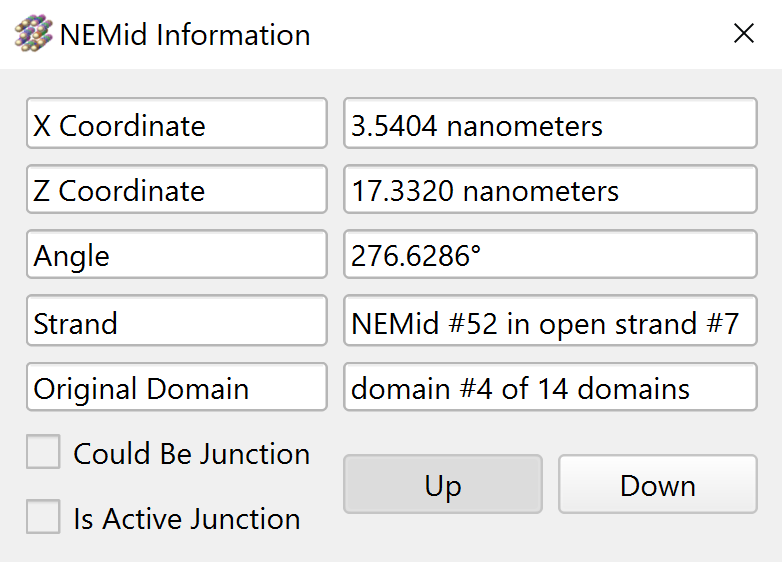 NEMid Information
X Coordinate 3.5404 nanometers
Z Coordinate 17.3320 nanometers
Angle 276.6286°
Strand NEMid #52 in open strand #7
Original Domain domain #4 of 14 domains
Could Be Junction
Up Down
Is Active Junction